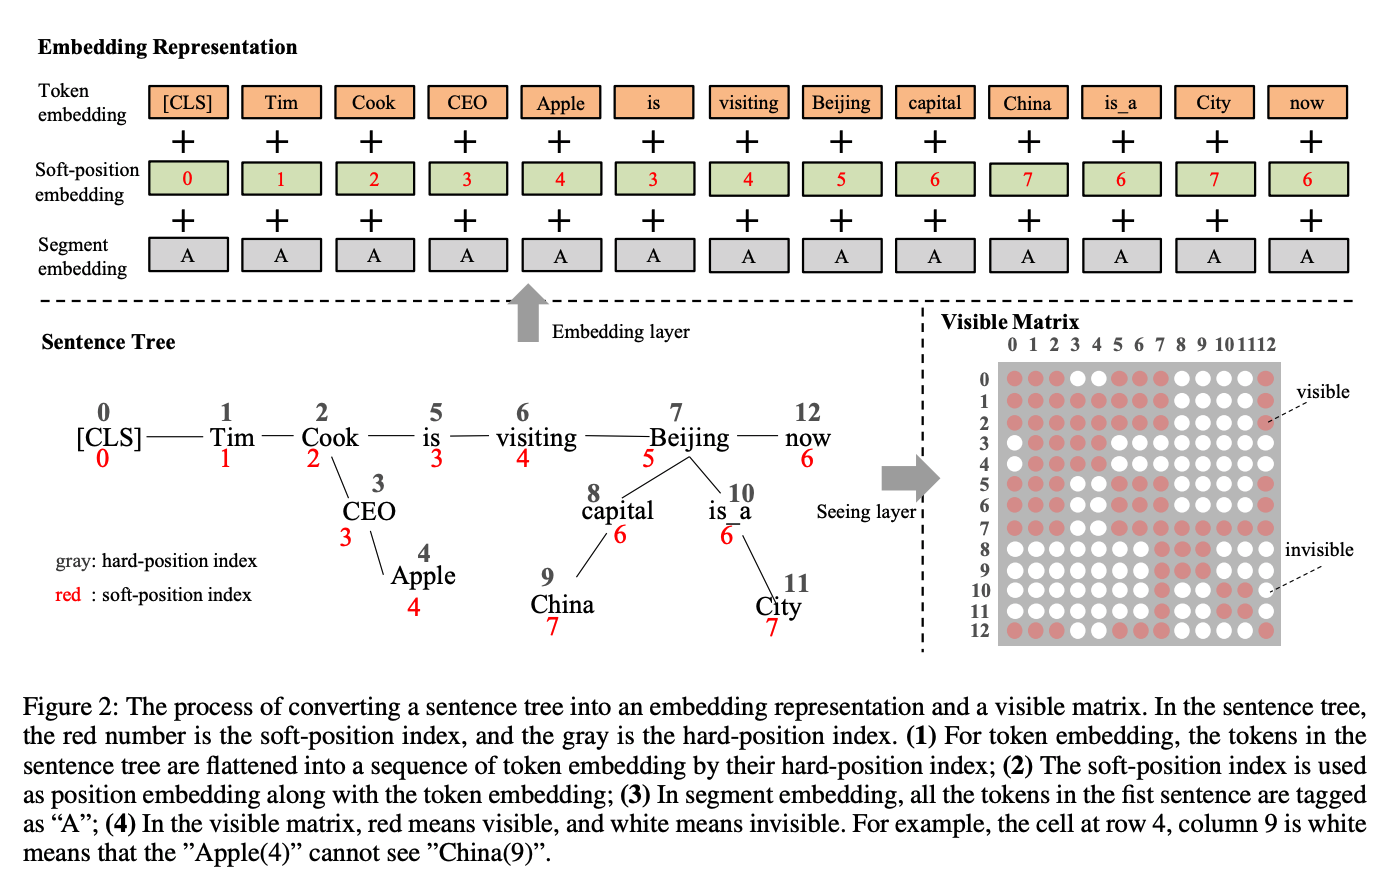 Embedding Representation
Token embedding
[CLS] Tim Cook CEO Apple is visiting Beijing capital China is_a City now
+ + + + + + + + + + + + +
Soft-position embedding
0 1 2 3 4 3 4 5 6 7 6 7 6
+ + + + + + + + + + + + +
Segment embedding
A A A A A A A A A A A A A
Embedding layer
Sentence Tree
0 1 2 5 6 7 12
[CLS] Tim Cook is visiting Beijing now
0 1 2 3 4 5 6
3
CEO
3
4
Apple
4
8
capital
6
10
is_a
6
9
China
7
11
City
7
gray: hard-position index
red : soft-position index
Seeing layer
Visible Matrix
0 1 2 3 4 5 6 7 8 9 10 11 12
0
1
2
3
4
5
6
7
8
9
10
11
12
visible
invisible
Figure 2: The process of converting a sentence tree into an embedding representation and a visible matrix. In the sentence tree,
the red number is the soft-position index, and the gray is the hard-position index. (1) For token embedding, the tokens in the
sentence tree are flattened into a sequence of token embedding by their hard-position index; (2) The soft-position index is used
as position embedding along with the token embedding; (3) In segment embedding, all the tokens in the fist sentence are tagged
as “A”; (4) In the visible matrix, red means visible, and white means invisible. For example, the cell at row 4, column 9 is white
means that the ”Apple(4)” cannot see ”China(9)”.